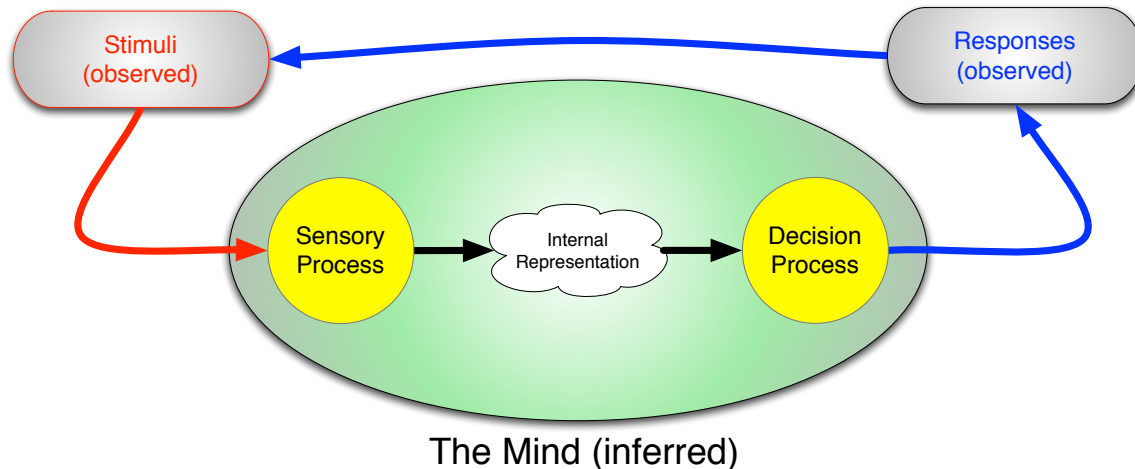 Stimuli
(observed)
Responses
(observed)
Sensory
Process
Internal
Representation
Decision
Process
The Mind (inferred)